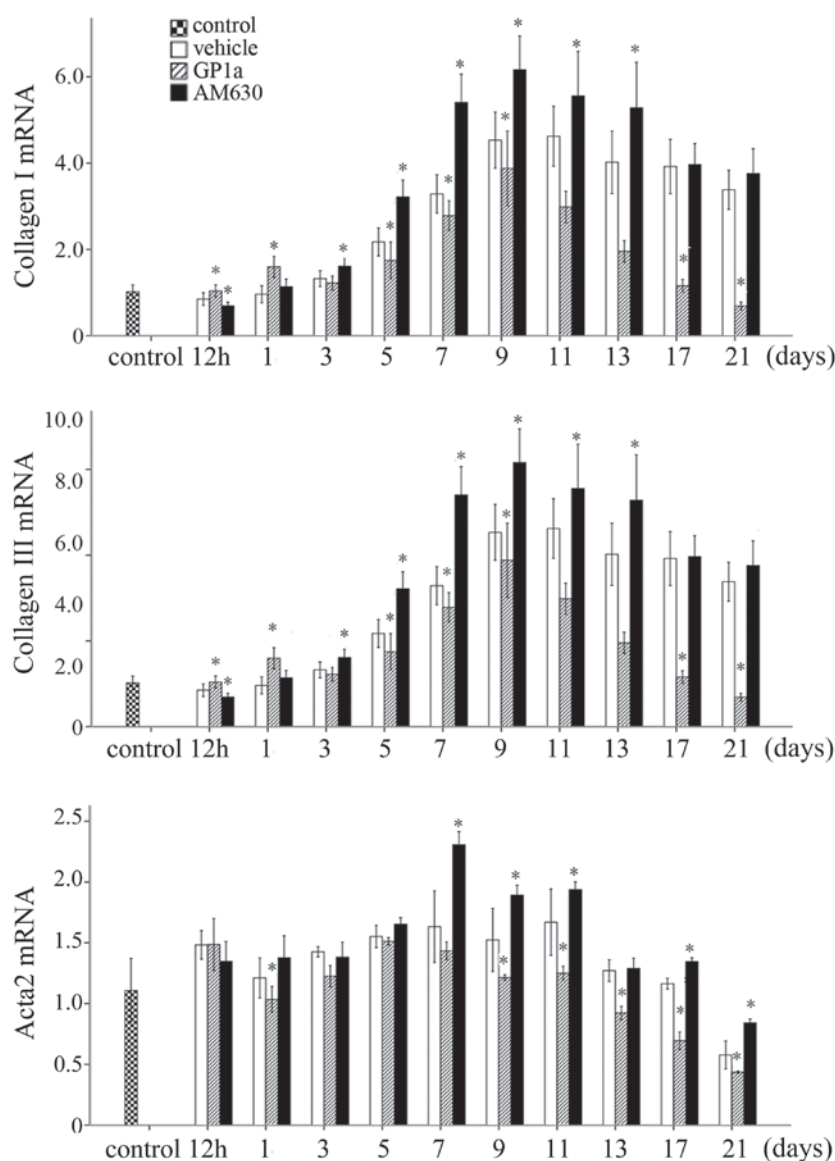 control
vehicle
GP1a
AM630
Collagen I mRNA
6.0
4.0
2.0
0
* * * * * * * * * * * * * * *
control 12h 1 3 5 7 9 11 13 17 21 (days)
Collagen III mRNA
10.0
6.0
4.0
2.0
0
* * * * * * * * * * * * * * *
control 12h 1 3 5 7 9 11 13 17 21 (days)
Acta2 mRNA
2.5
2.0
1.5
1.0
0.5
0
* * * * * * * * * * *
control 12h 1 3 5 7 9 11 13 17 21 (days)